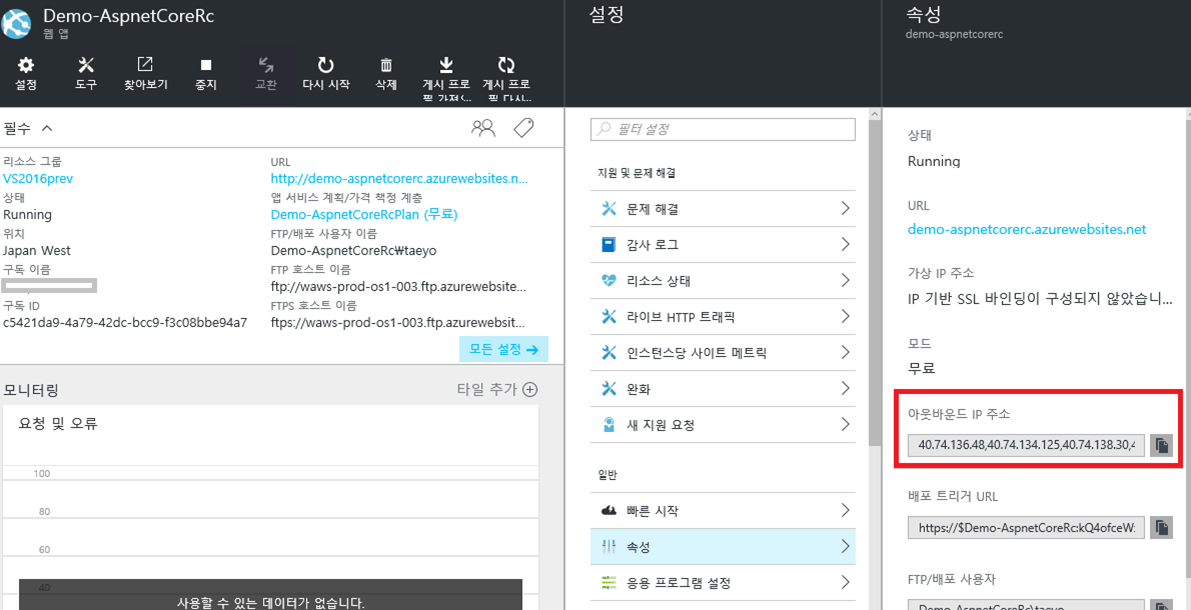 Demo-AspnetCoreRc
웹 앱
설정
도구
찾아보기
중지
교환
다시 시작
삭제
게시 프로
필 가져오...
게시 프로
필 다시...
필수
리소스 그룹
VS2016prev
상태
Running
위치
Japan West
구독 이름
구독 ID
c5421da9-4a79-42dc-bcc9-f3c08bbe94a7
URL
http://demo-aspnetcorerc.azurewebsites.n...
앱 서비스 계획/가격 책정 계층
Demo-AspnetCoreRcPlan (무료)
FTP/배포 사용자 이름
Demo-AspnetCoreRc₩taeyo
FTP 호스트 이름
ftp://waws-prod-os1-003.ftp.azurewebsite...
FTPS 호스트 이름
ftps://waws-prod-os1-003.ftp.azurewebsit...
모든 설정 →
모니터링
타일 추가
요청 및 오류
100
80
60
40
사용할 수 있는 데이터가 없습니다.
설정
필터 설정
지원 및 문제 해결
문제 해결
감사 로그
리소스 상태
라이브 HTTP 트래픽
인스턴스당 사이트 메트릭
완화
새 지원 요청
일반
빠른 시작
속성
응용 프로그램 설정
속성
demo-aspnetcorerc
상태
Running
URL
demo-aspnetcorerc.azurewebsites.net
가상 IP 주소
IP 기반 SSL 바인딩이 구성되지 않았습니...
모드
무료
아웃바운드 IP 주소
40.74.136.48,40.74.134.125,40.74.138.30,4
배포 트리거 URL
https://$Demo-AspnetCoreRc:kQ4ofceW
FTP/배포 사용자
Demo-AspnetCoreRc\taeyo